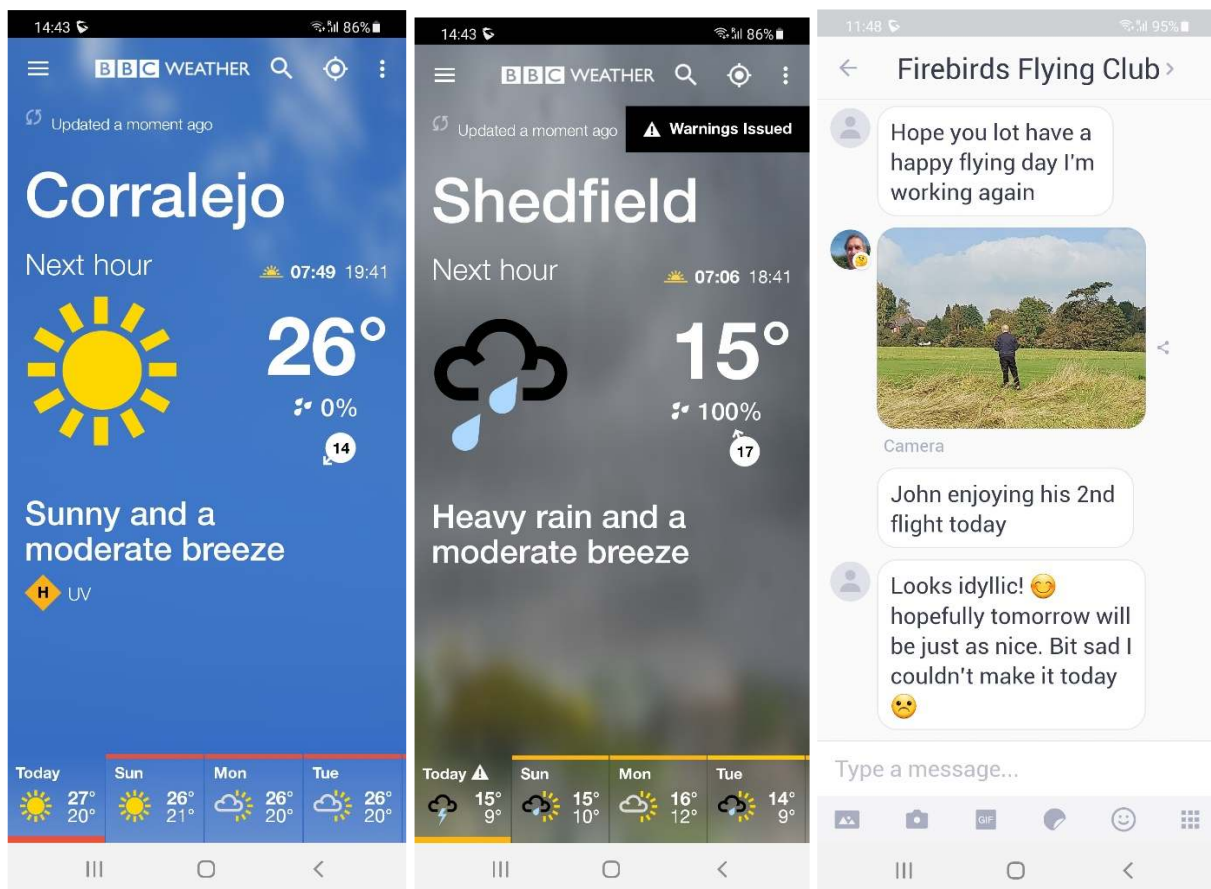 14:43 86%
BBC WEATHER
Updated a moment ago
Corralejo
Next hour
07:49 19:41
26°
0%
14
Sunny and a
moderate breeze
H UV
Today Sun Mon Tue
27° 26° 26° 26°
20° 21° 20° 20°
14:43 86%
BBC WEATHER
Updated a moment ago Warnings Issued
Shedfield
Next hour
07:06 18:41
15°
100%
17
Heavy rain and a
moderate breeze
Today Sun Mon Tue
15° 15° 16° 14°
9° 10° 12° 9°
11:48 95%
Firebirds Flying Club
Hope you lot have a
happy flying day I'm
working again
Camera
John enjoying his 2nd
flight today
Looks idyllic! 😊
hopefully tomorrow will
be just as nice. Bit sad I
couldn't make it today
🙁
Type a message...
GIF